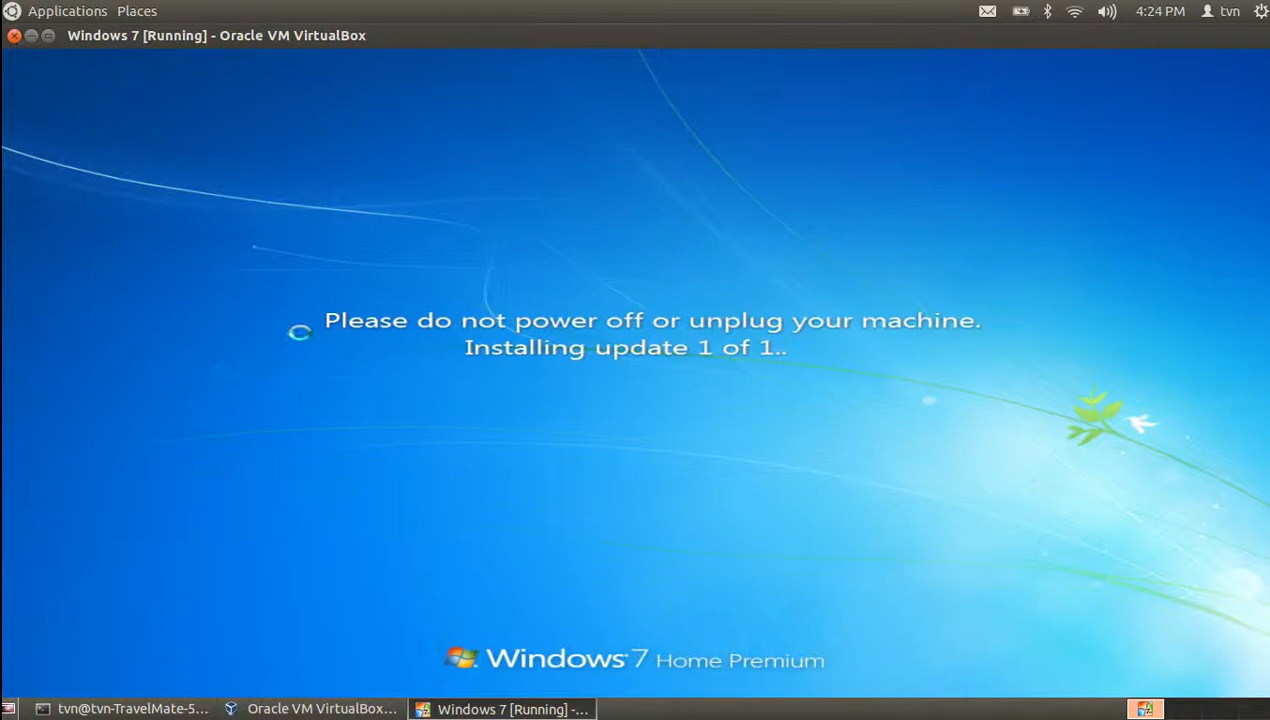 Applications Places
4:24 PM tvn
Windows 7 [Running] - Oracle VM VirtualBox
Please do not power off or unplug your machine.
Installing update 1 of 1..
Windows 7 Home Premium
tvn@tvn-TravelMate-5... Oracle VM VirtualBox... Windows 7 [Running] -...